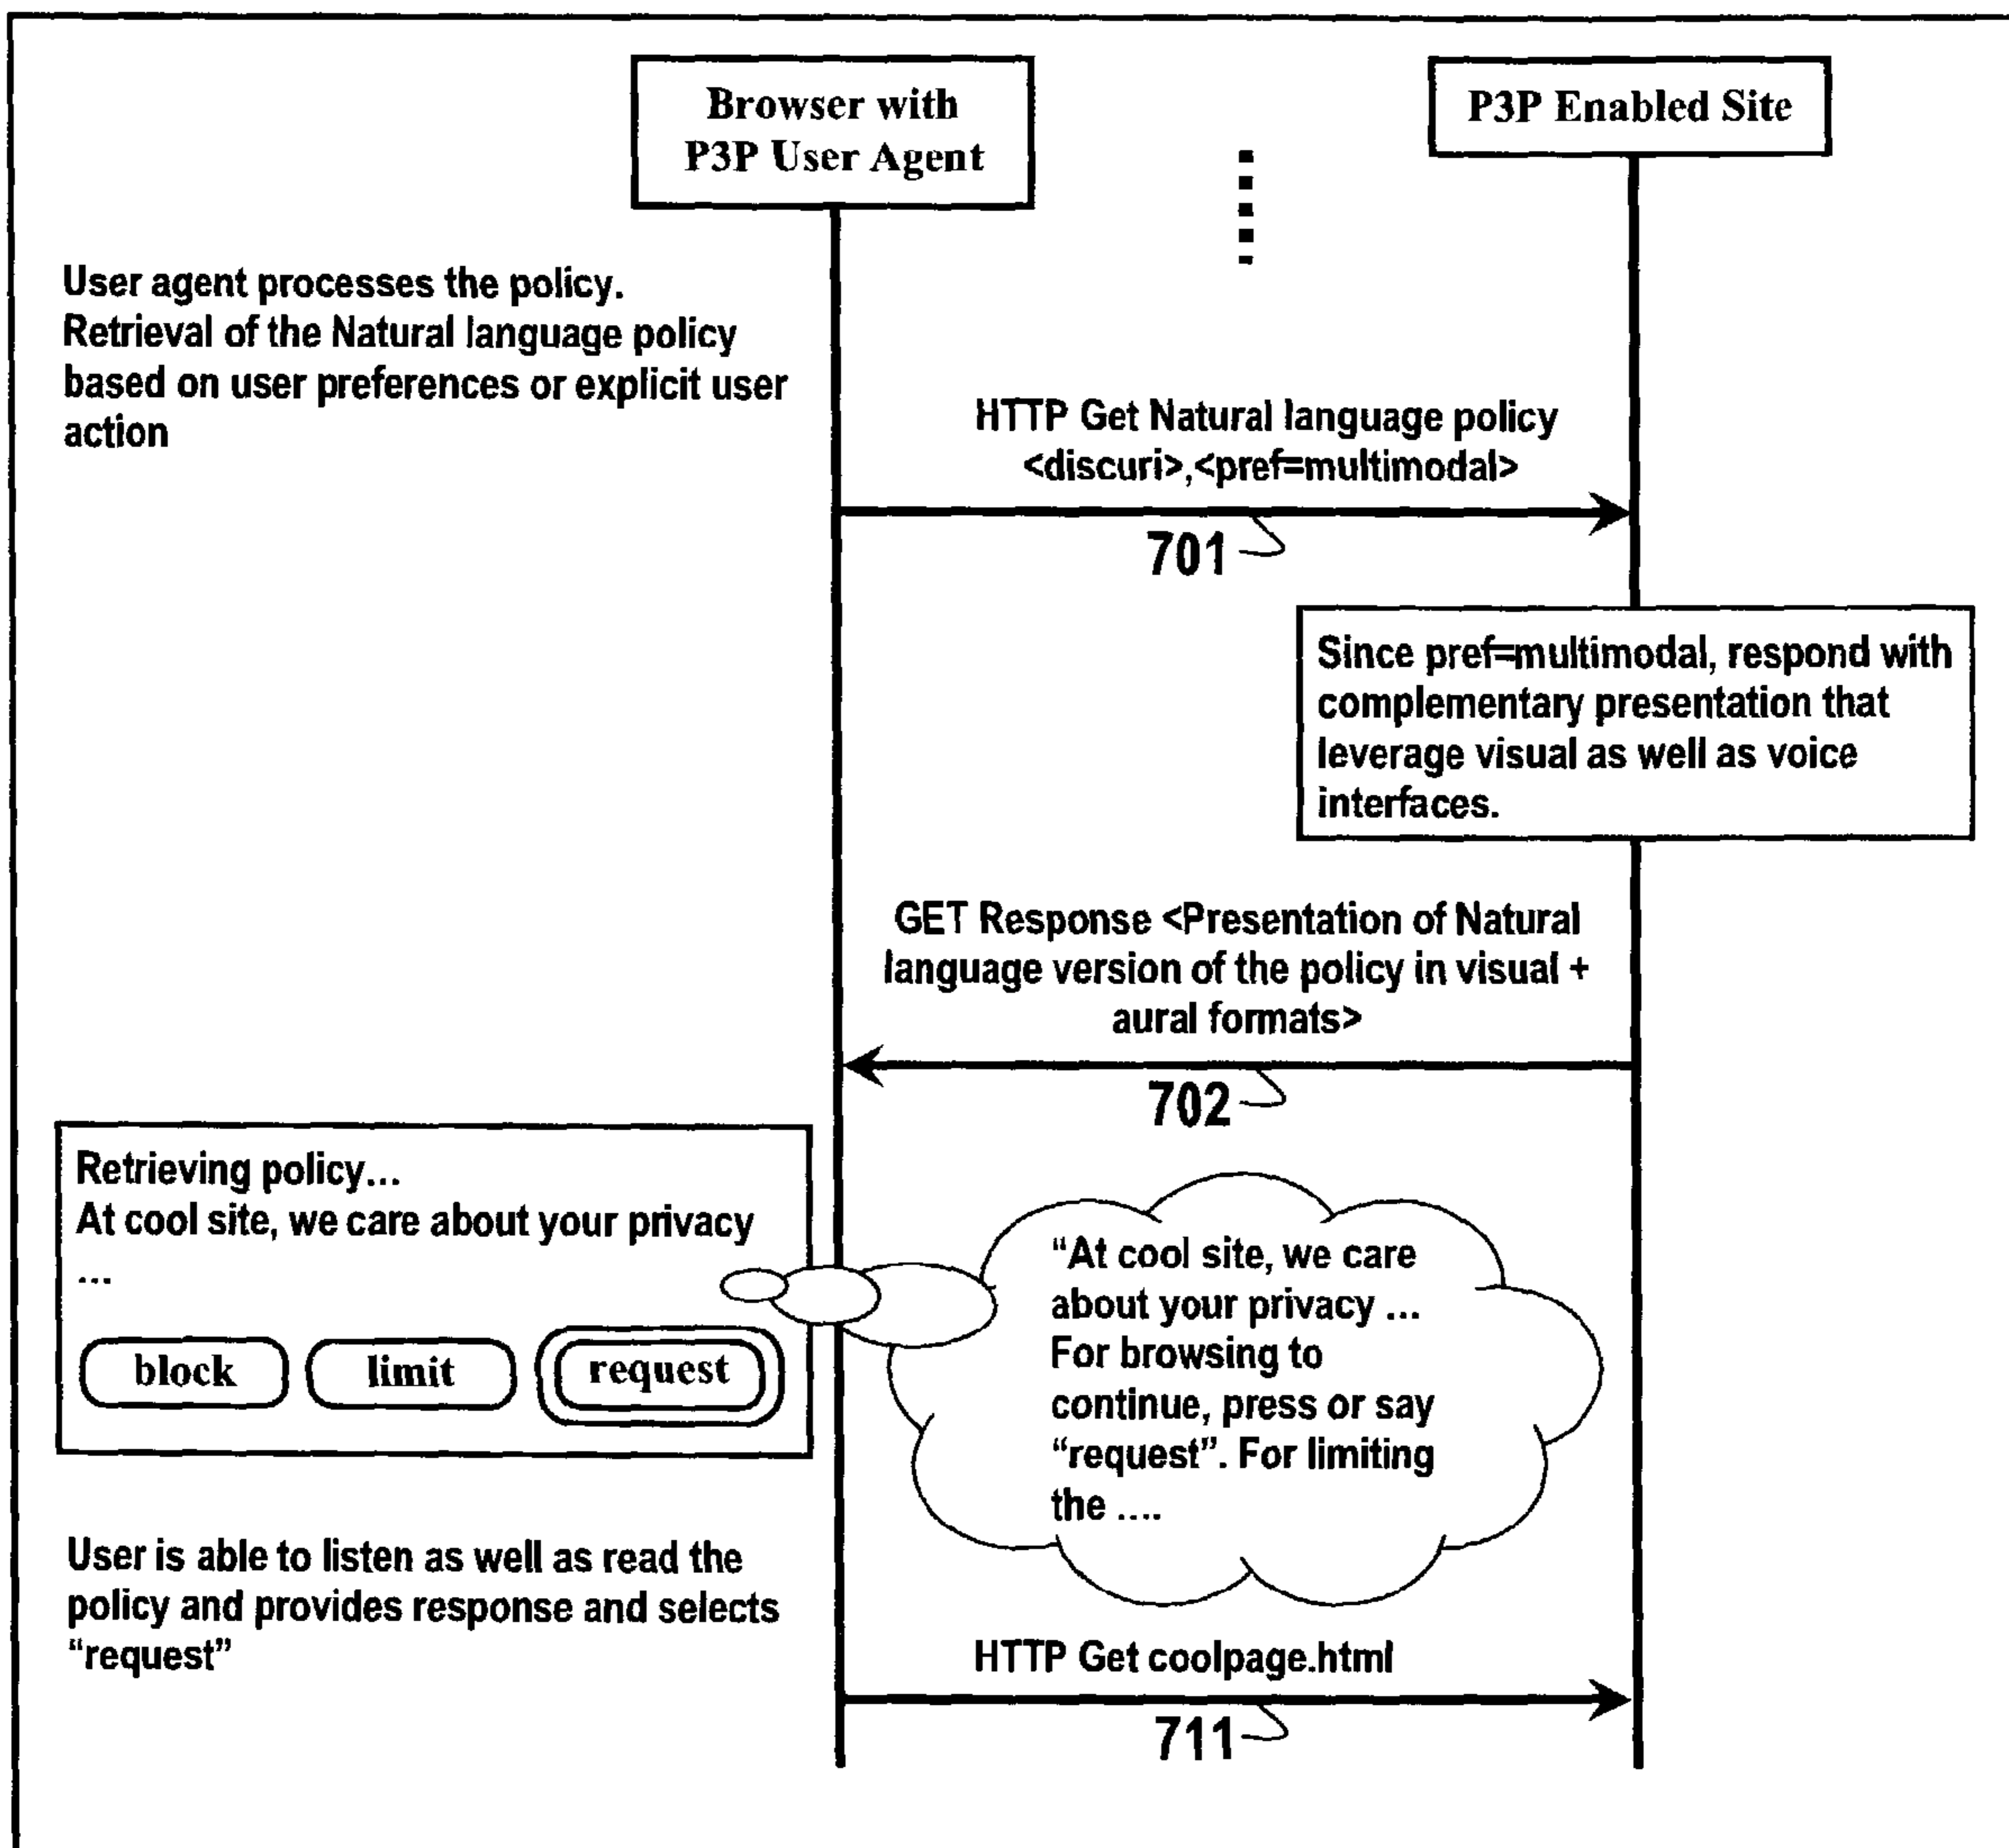 Browser with
P3P User Agent
P3P Enabled Site
User agent processes the policy.
Retrieval of the Natural language policy
based on user preferences or explicit user
action
HTTP Get Natural language policy
<discuri>,<pref=multimodal>
701
Since pref=multimodal, respond with
complementary presentation that
leverage visual as well as voice
interfaces.
GET Response <Presentation of Natural
language version of the policy in visual +
aural formats>
702
Retrieving policy...
At cool site, we care about your privacy
...
block
limit
request
“At cool site, we care
about your privacy ...
For browsing to
continue, press or say
“request”. For limiting
the ....
User is able to listen as well as read the
policy and provides response and selects
“request”
HTTP Get coolpage.html
711